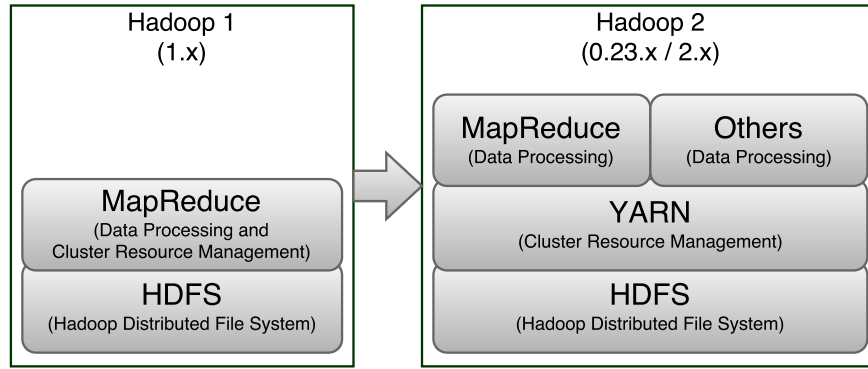 Hadoop 1
(1.x)
MapReduce
(Data Processing and
Cluster Resource Management)
HDFS
(Hadoop Distributed File System)
Hadoop 2
(0.23.x / 2.x)
MapReduce
(Data Processing)
Others
(Data Processing)
YARN
(Cluster Resource Management)
HDFS
(Hadoop Distributed File System)